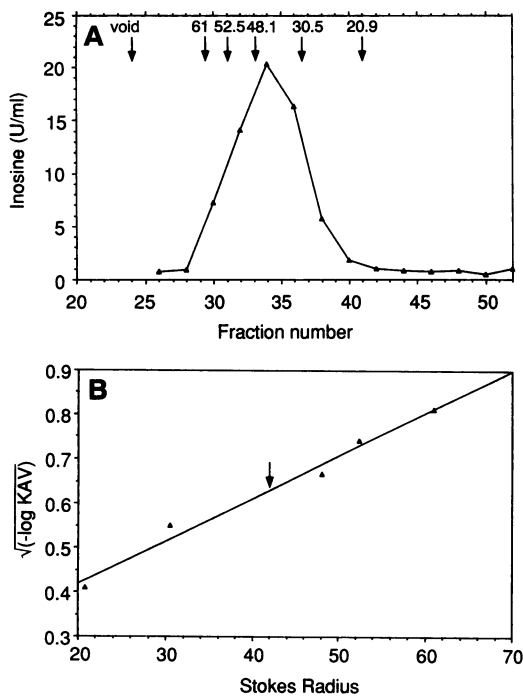 A
void 61 52.5 48.1 30.5 20.9
25
20
15
10
5
0
Inosine (U/ml)
20 25 30 35 40 45 50
Fraction number
B
0.9
0.8
0.7
0.6
0.5
0.4
0.3
√(-log KAV)
20 30 40 50 60 70
Stokes Radius